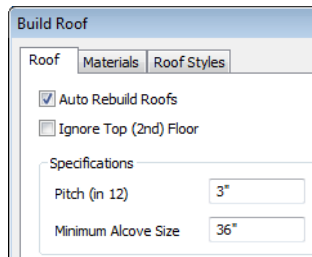 Build Roof
Roof Materials Roof Styles
Auto Rebuild Roofs
Ignore Top (2nd) Floor
Specifications
Pitch (in 12) 3"
Minimum Alcove Size 36"